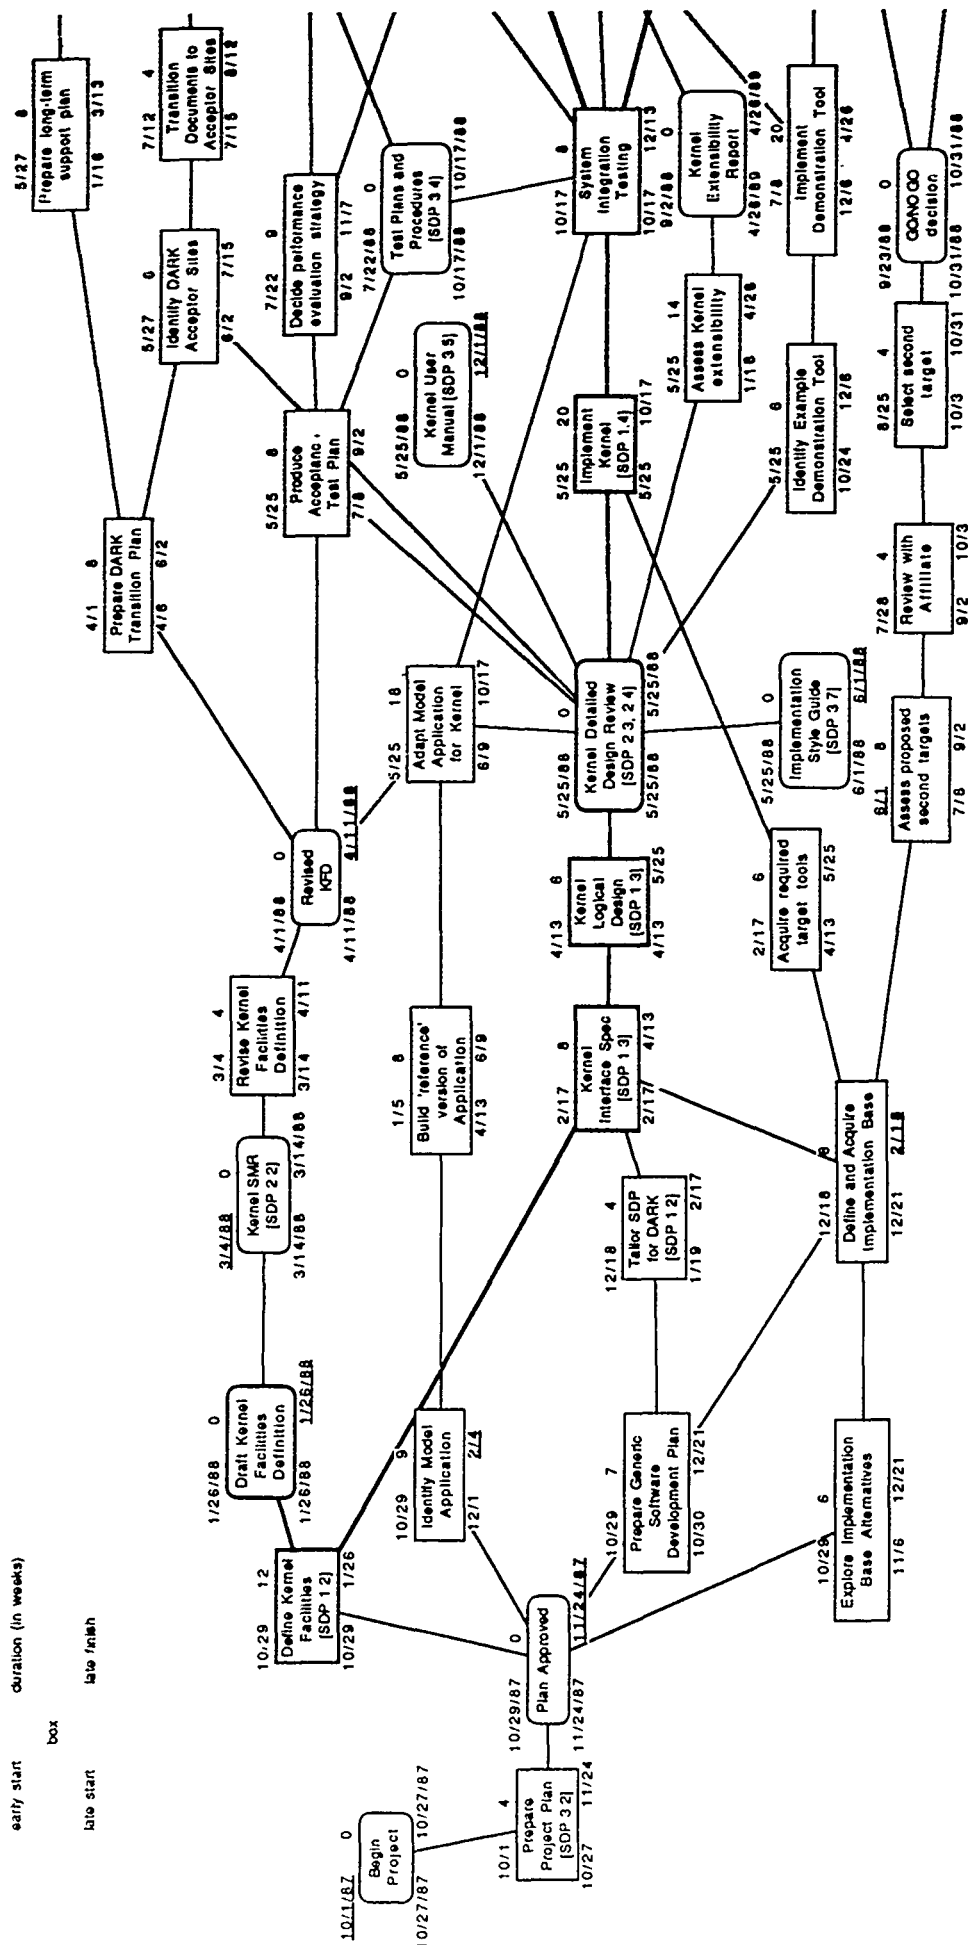 early start duration (in weeks)
box
late start late finish
10/1/87 0
Begin
Project
10/27/87 10/27/87
10/1 4
Prepare
Project Plan
[SDP 3 2]
10/27 11/24
10/29/87 0
Plan Approved
11/24/87 11/24/87
10/29 12
Define Kernel
Facilities
[SDP 1 2]
10/29 1/26
10/29 9
Identify Model
Application
12/1 2/4
10/29 7
Prepare Generic
Software
Development Plan
10/30 12/21
10/29 6
Explore Implementation
Base Alternatives
11/6 12/21
1/26/88 0
Draft Kernel
Facilities
Definition
1/26/88 1/26/88
3/4/88 0
Kernel SMR
[SDP 2 2]
3/14/88 3/14/88
12/18 4
Tailor SDP
for DARK
[SDP 1 2]
1/19 2/17
12/18
Define and Acquire
Implementation Base
12/21 2/18
3/4 4
Revise Kernel
Facilities
Definition
3/14 4/11
1/5 8
Build 'reference'
version of
Application
4/13 6/9
2/17 8
Kernel
Interface Spec
[SDP 1 3]
2/17 4/13
4/1/88 0
Revised
KFD
4/11/88 4/11/88
4/13 6
Kernel
Logical
Design
[SDP 1 3]
4/13 5/25
2/17 6
Acquire required
target tools
4/13 5/25
5/25 18
Adapt Model
Application
for Kernel
6/9 10/17
5/25/88 0
Kernel Detailed
Design Review
[SDP 2 3, 2 4]
5/25/88 5/25/88
5/25/88 0
Implementation
Style Guide
[SDP 3 7]
6/1/88 6/1/88
6/1 8
Assess proposed
second targets
7/8 9/2
4/1 8
Prepare DARK
Transition Plan
4/6 6/2
5/25 8
Produce
Acceptance
Test Plan
7/8 9/2
5/25/88 0
Kernel User
Manual [SDP 3 5]
12/1/88 12/1/88
5/25 20
Implement
Kernel
[SDP 1.4]
5/25 10/17
5/25 6
Identify Example
Demonstration Tool
10/24 12/6
7/28 4
Review with
Affiliate
9/2 10/3
5/27 6
Identify DARK
Acceptor Sites
6/2 7/15
7/22 9
Decide performance
evaluation strategy
9/2 11/7
7/22/88 0
Test Plans and
Procedures
[SDP 3 4]
10/17/88 10/17/88
5/25 14
Assess Kernel
extensibility
1/18 4/26
8/25 4
Select second
target
10/3 10/31
5/27 8
Prepare long-term
support plan
1/16 3/13
7/12 4
Transition
Documents to
Acceptor Sites
7/15 8/12
10/17 8
System
Integration
Testing
10/17 12/13
9/2/88 0
Kernel
Extensibility
Report
4/26/89 4/26/89
7/8 20
Implement
Demonstration Tool
12/6 4/26
9/23/88 0
GO/NO GO
decision
10/31/88 10/31/88